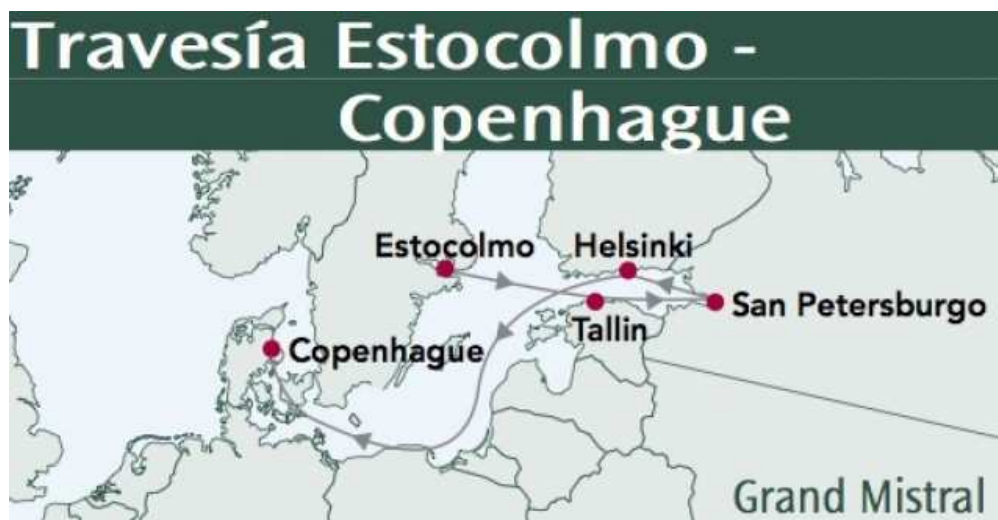 Travesía Estocolmo -
Copenhague
Estocolmo
Helsinki
San Petersburgo
Tallin
Copenhague
Grand Mistral